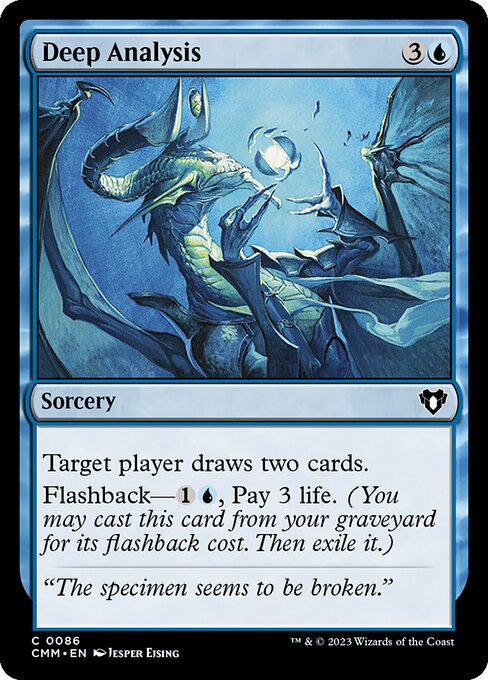 Deep Analysis 3
Sorcery
Target player draws two cards.
Flashback—1, Pay 3 life. (You
may cast this card from your graveyard
for its flashback cost. Then exile it.)
“The specimen seems to be broken.”
C 0086
CMM • EN Jesper Eising
™ & © 2023 Wizards of the Coast